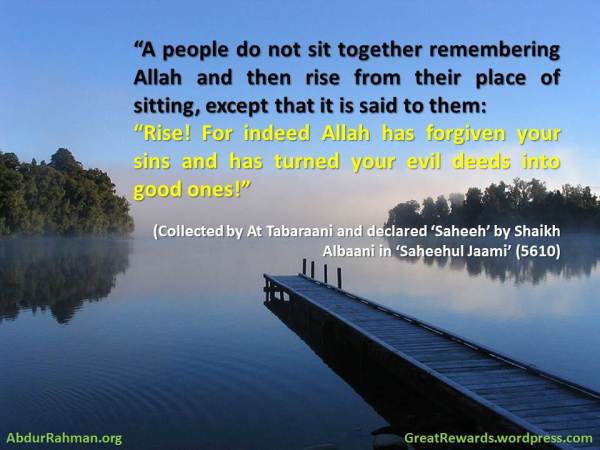 “A people do not sit together remembering
Allah and then rise from their place of
sitting, except that it is said to them:
“Rise! For indeed Allah has forgiven your
sins and has turned your evil deeds into
good ones!”
(Collected by At Tabaraani and declared ‘Saheeh’ by Shaikh
Albaani in ‘Saheehul Jaami’ (5610)
AbdurRahman.org
GreatRewards.wordpress.com